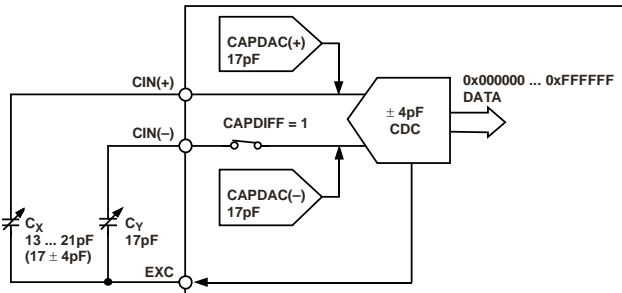 CAPDAC(+)
17pF
CIN(+)
0x000000 ... 0xFFFFFF
DATA
± 4pF
CDC
CIN(–)
CAPDIFF = 1
CAPDAC(–)
17pF
CX
13 ... 21pF
(17 ± 4pF)
CY
17pF
EXC